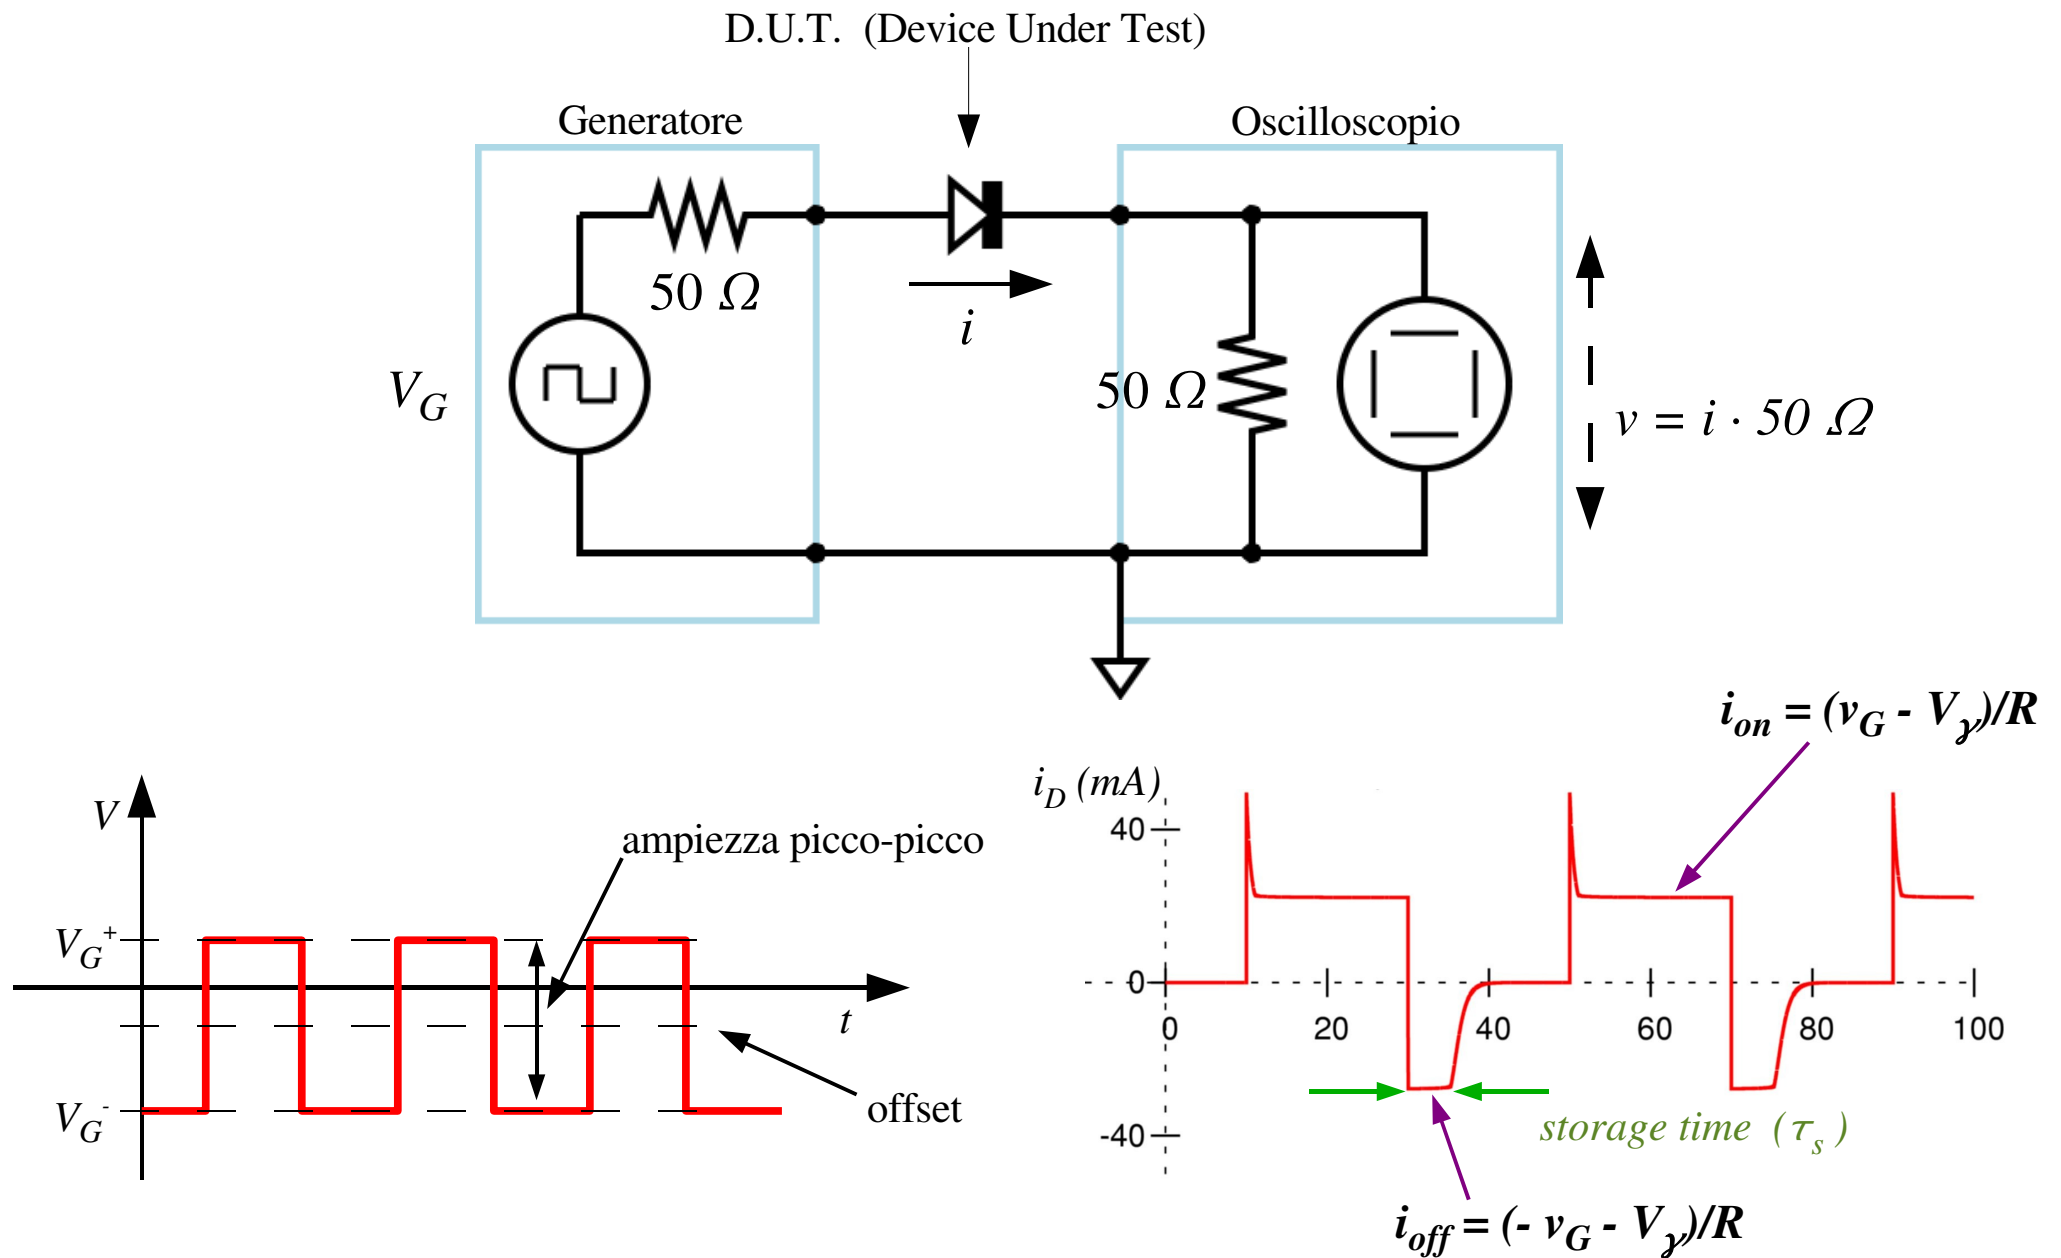 D.U.T. (Device Under Test)
Generatore
Oscilloscopio
50 Ω
i
V_G
50 Ω
v = i · 50 Ω
i_on = (v_G - V_γ)/R
i_D (mA)
V
ampiezza picco-picco
40
V_G^+
0
t
0 20 40 60 80 100
offset
V_G^-
storage time (τ_s)
-40
i_off = (- v_G - V_γ)/R